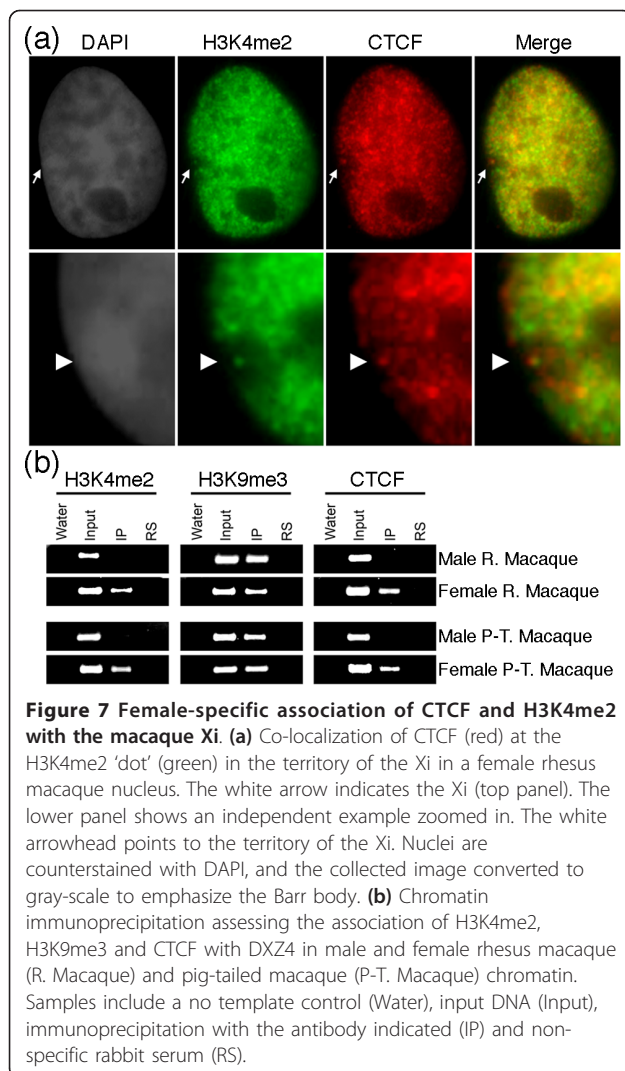 (a)
DAPI H3K4me2 CTCF Merge
(b)
H3K4me2 H3K9me3 CTCF
Water Input IP RS Water Input IP RS Water Input IP RS
Male R. Macaque
Female R. Macaque
Male P-T. Macaque
Female P-T. Macaque
Figure 7 Female-specific association of CTCF and H3K4me2
with the macaque Xi. (a) Co-localization of CTCF (red) at the
H3K4me2 ‘dot’ (green) in the territory of the Xi in a female rhesus
macaque nucleus. The white arrow indicates the Xi (top panel). The
lower panel shows an independent example zoomed in. The white
arrowhead points to the territory of the Xi. Nuclei are
counterstained with DAPI, and the collected image converted to
gray-scale to emphasize the Barr body. (b) Chromatin
immunoprecipitation assessing the association of H3K4me2,
H3K9me3 and CTCF with DXZ4 in male and female rhesus macaque
(R. Macaque) and pig-tailed macaque (P-T. Macaque) chromatin.
Samples include a no template control (Water), input DNA (Input),
immunoprecipitation with the antibody indicated (IP) and non-
specific rabbit serum (RS).